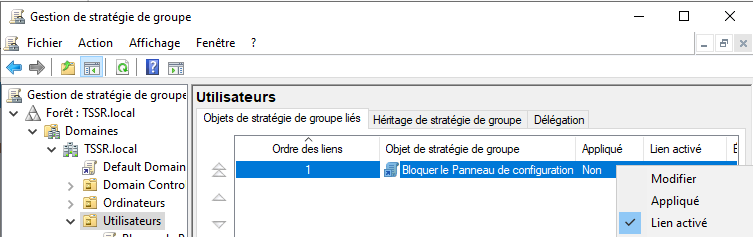 Gestion de stratégie de groupe
Fichier Action Affichage Fenêtre ?
Gestion de stratégie de groupe
Forêt : TSSR.local
Domaines
TSSR.local
Default Domain
Domain Contro
Ordinateurs
Utilisateurs
Utilisateurs
Objets de stratégie de groupe liés Héritage de stratégie de groupe Délégation
Ordre des liens Objet de stratégie de groupe Appliqué Lien activé
1 Bloquer le Panneau de configuration Non
Modifier
Appliqué
Lien activé